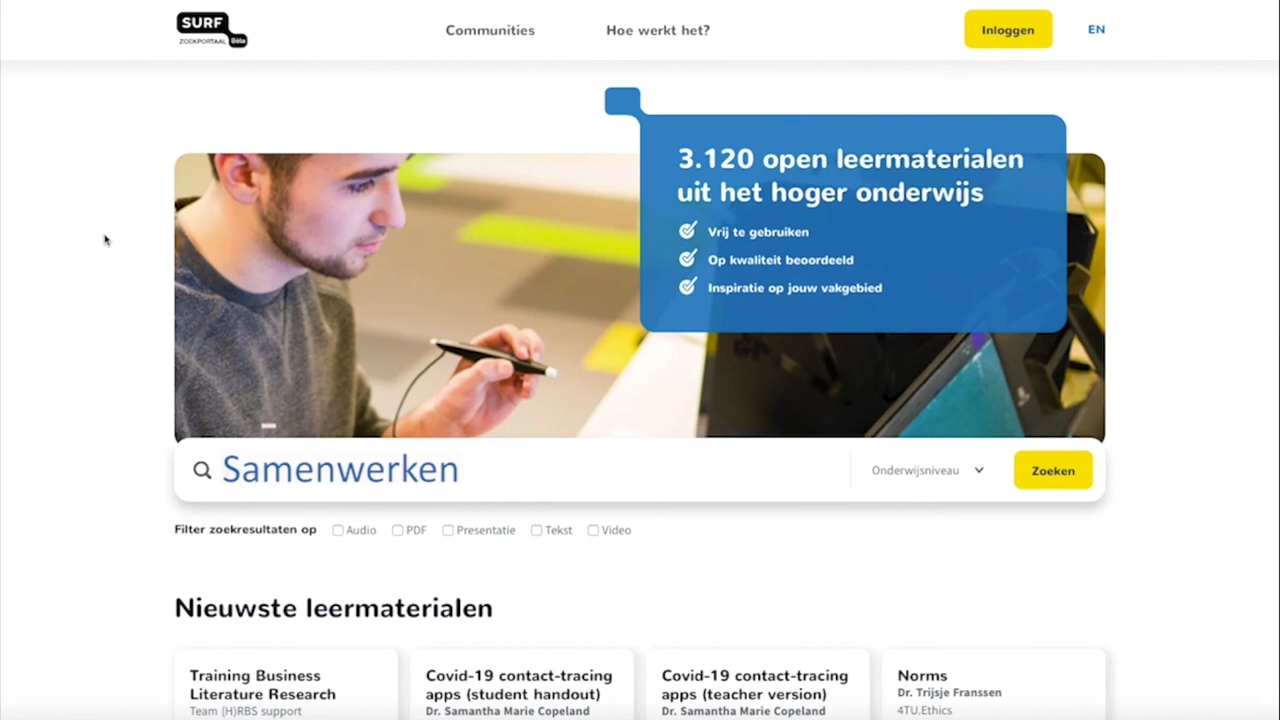 SURF
ZOEKPORTAAL Bèta
Communities
Hoe werkt het?
Inloggen
EN
3.120 open leermaterialen
uit het hoger onderwijs
Vrij te gebruiken
Op kwaliteit beoordeeld
Inspiratie op jouw vakgebied
Samenwerken
Onderwijsniveau
Zoeken
Filter zoekresultaten op
Audio
PDF
Presentatie
Tekst
Video
Nieuwste leermaterialen
Training Business
Literature Research
Team (H)RBS support
Covid-19 contact-tracing
apps (student handout)
Dr. Samantha Marie Copeland
Covid-19 contact-tracing
apps (teacher version)
Dr. Samantha Marie Copeland
Norms
Dr. Trijsje Franssen
4TU.Ethics